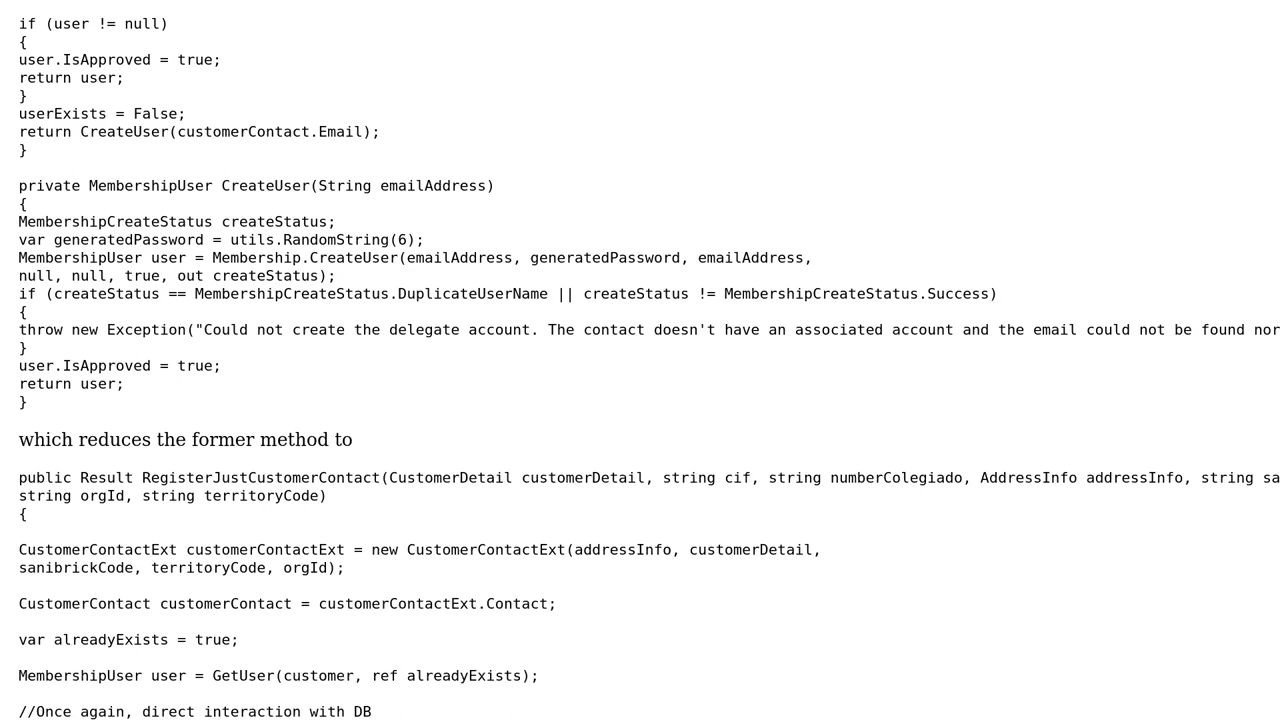 if (user != null)
{
user.IsApproved = true;
return user;
}
userExists = False;
return CreateUser(customerContact.Email);
}
private MembershipUser CreateUser(String emailAddress)
{
MembershipCreateStatus createStatus;
var generatedPassword = utils.RandomString(6);
MembershipUser user = Membership.CreateUser(emailAddress, generatedPassword, emailAddress,
null, null, true, out createStatus);
if (createStatus == MembershipCreateStatus.DuplicateUserName || createStatus != MembershipCreateStatus.Success)
{
throw new Exception("Could not create the delegate account. The contact doesn't have an associated account and the email could not be found nor
}
user.IsApproved = true;
return user;
}
which reduces the former method to
public Result RegisterJustCustomerContact(CustomerDetail customerDetail, string cif, string numberColegiado, AddressInfo addressInfo, string sa
string orgId, string territoryCode)
{
CustomerContactExt customerContactExt = new CustomerContactExt(addressInfo, customerDetail,
sanibrickCode, territoryCode, orgId);
CustomerContact customerContact = customerContactExt.Contact;
var alreadyExists = true;
MembershipUser user = GetUser(customer, ref alreadyExists);
//Once again, direct interaction with DB